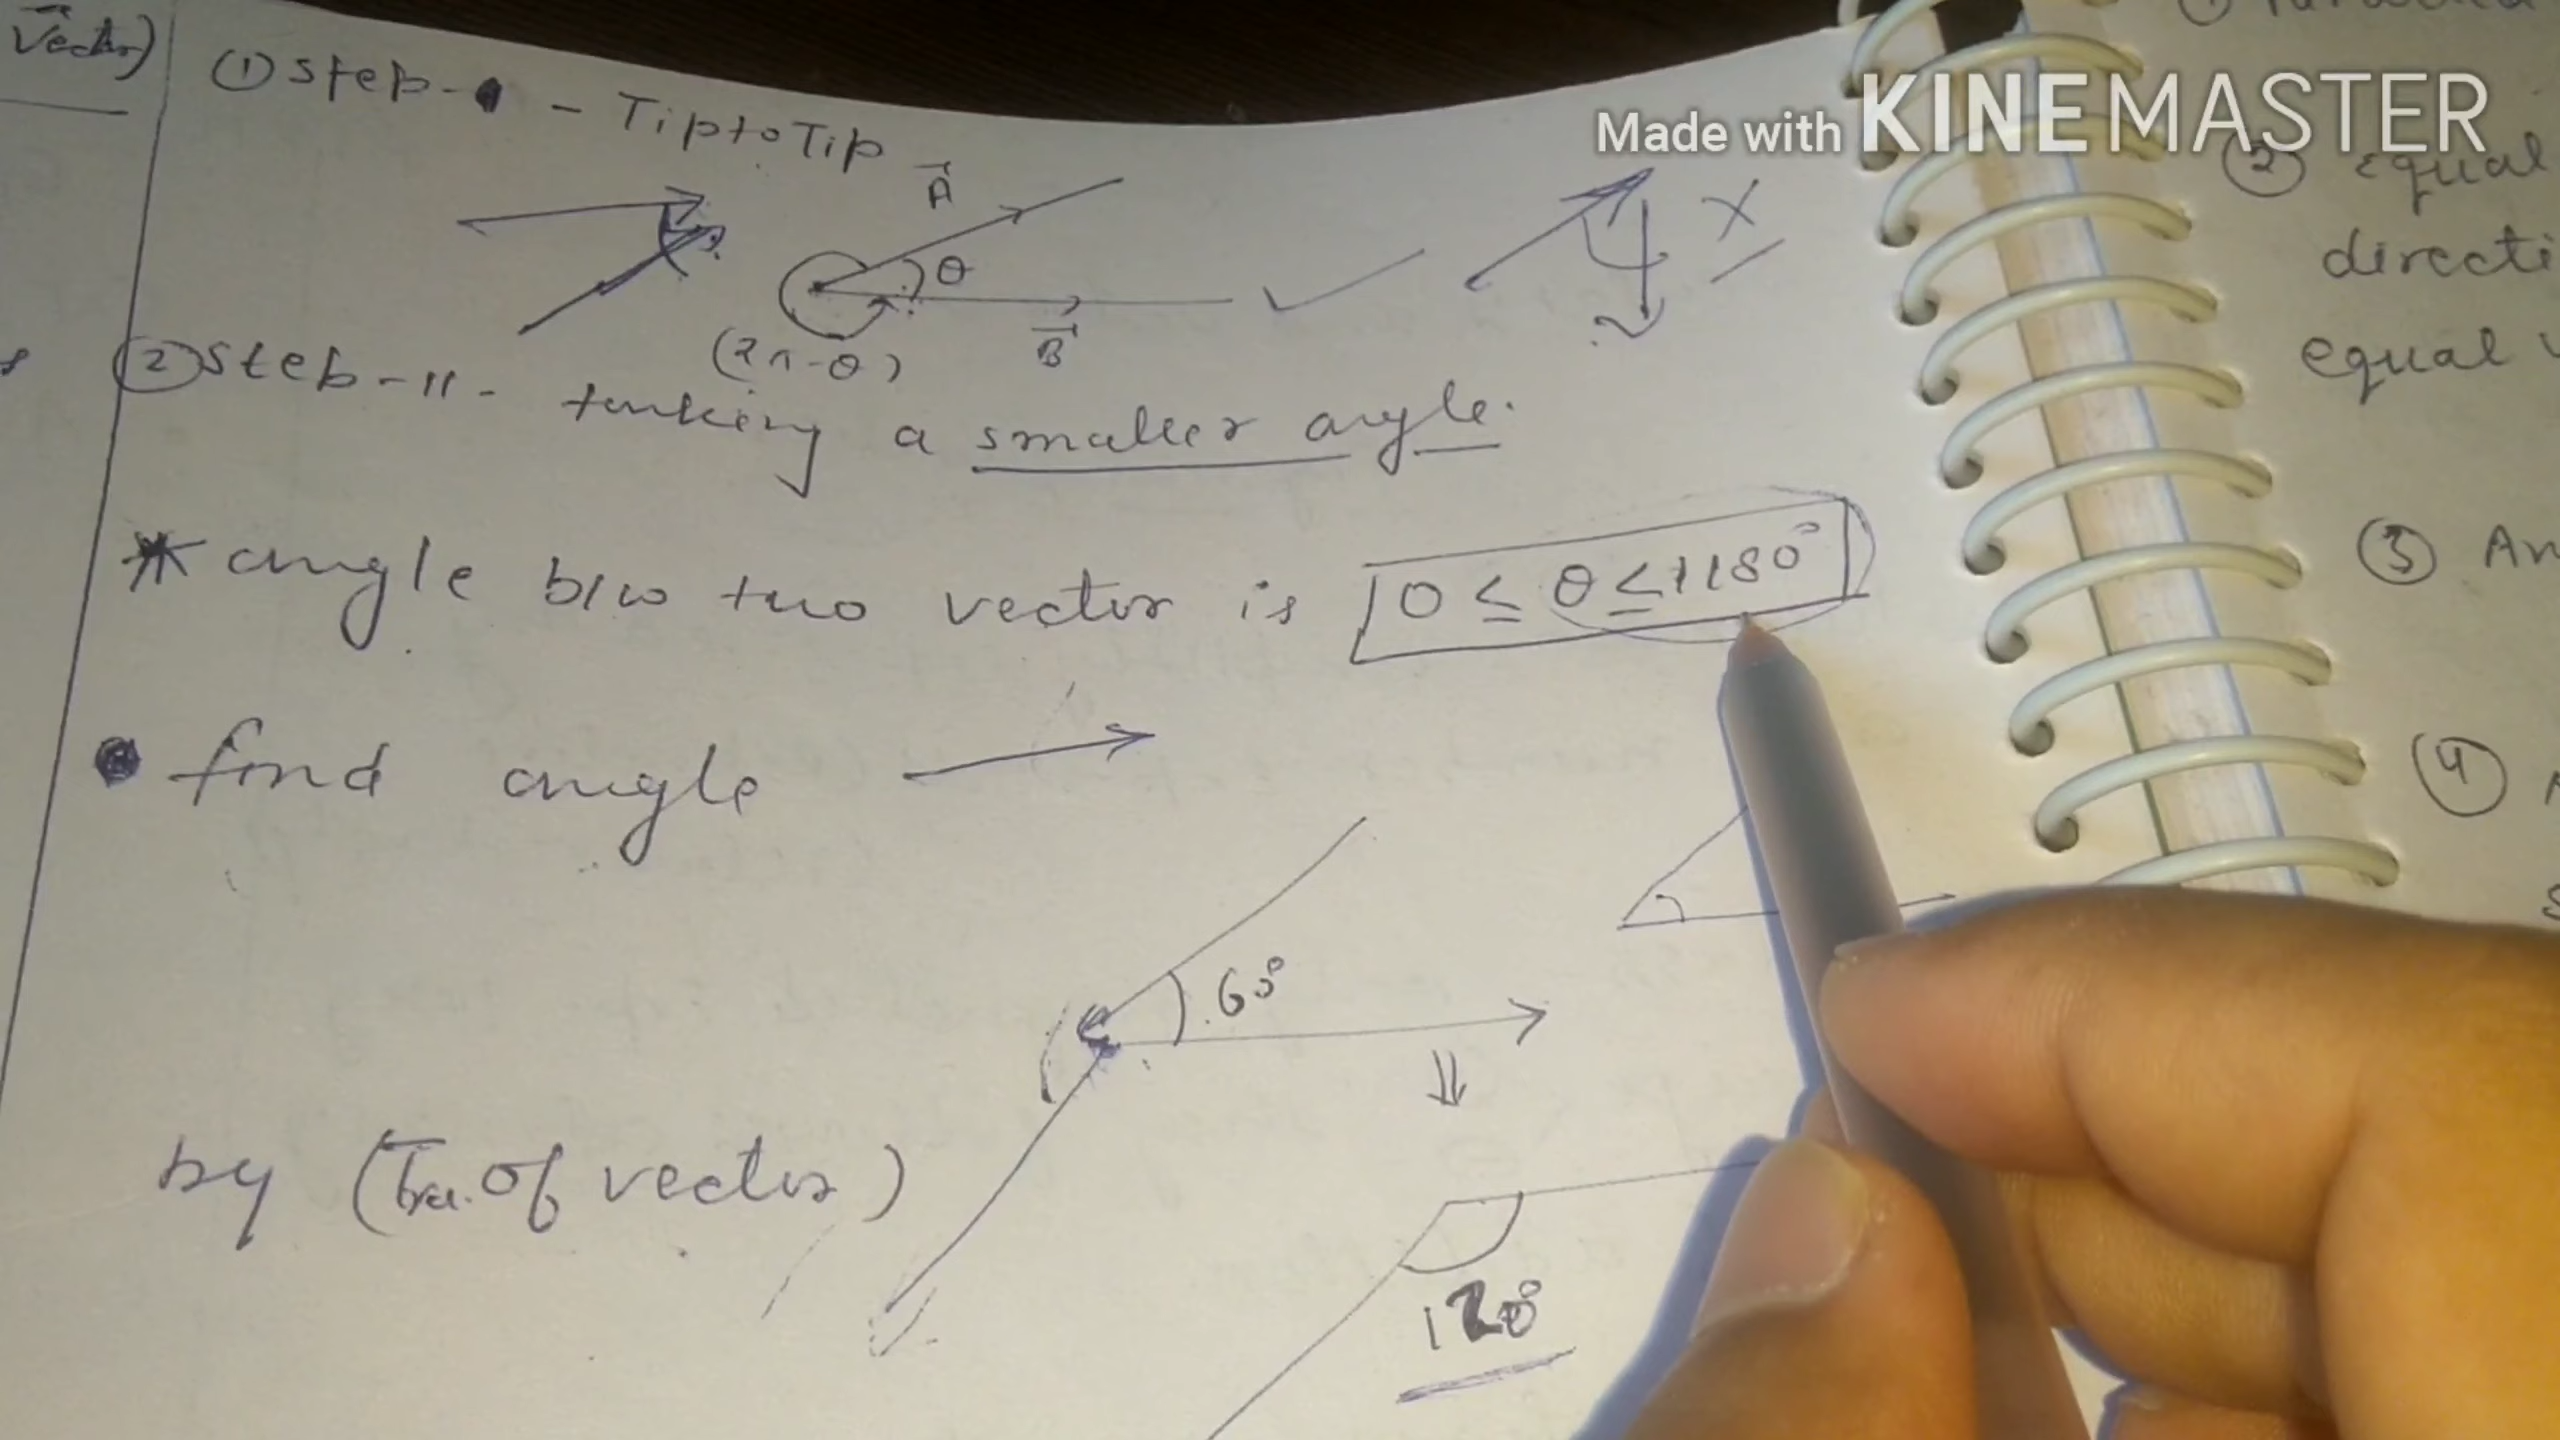 Vector)
① Step- - Tip to Tip
Made with KINEMASTER
A
θ
B
(2π-θ)
X
② Step-II- taking a smaller angle.
* angle b/w two vector is 0 ≤ θ ≤ +180°
• find angle
60°
by ( of vector)
120°
② equal
directi
equal
③ An
④